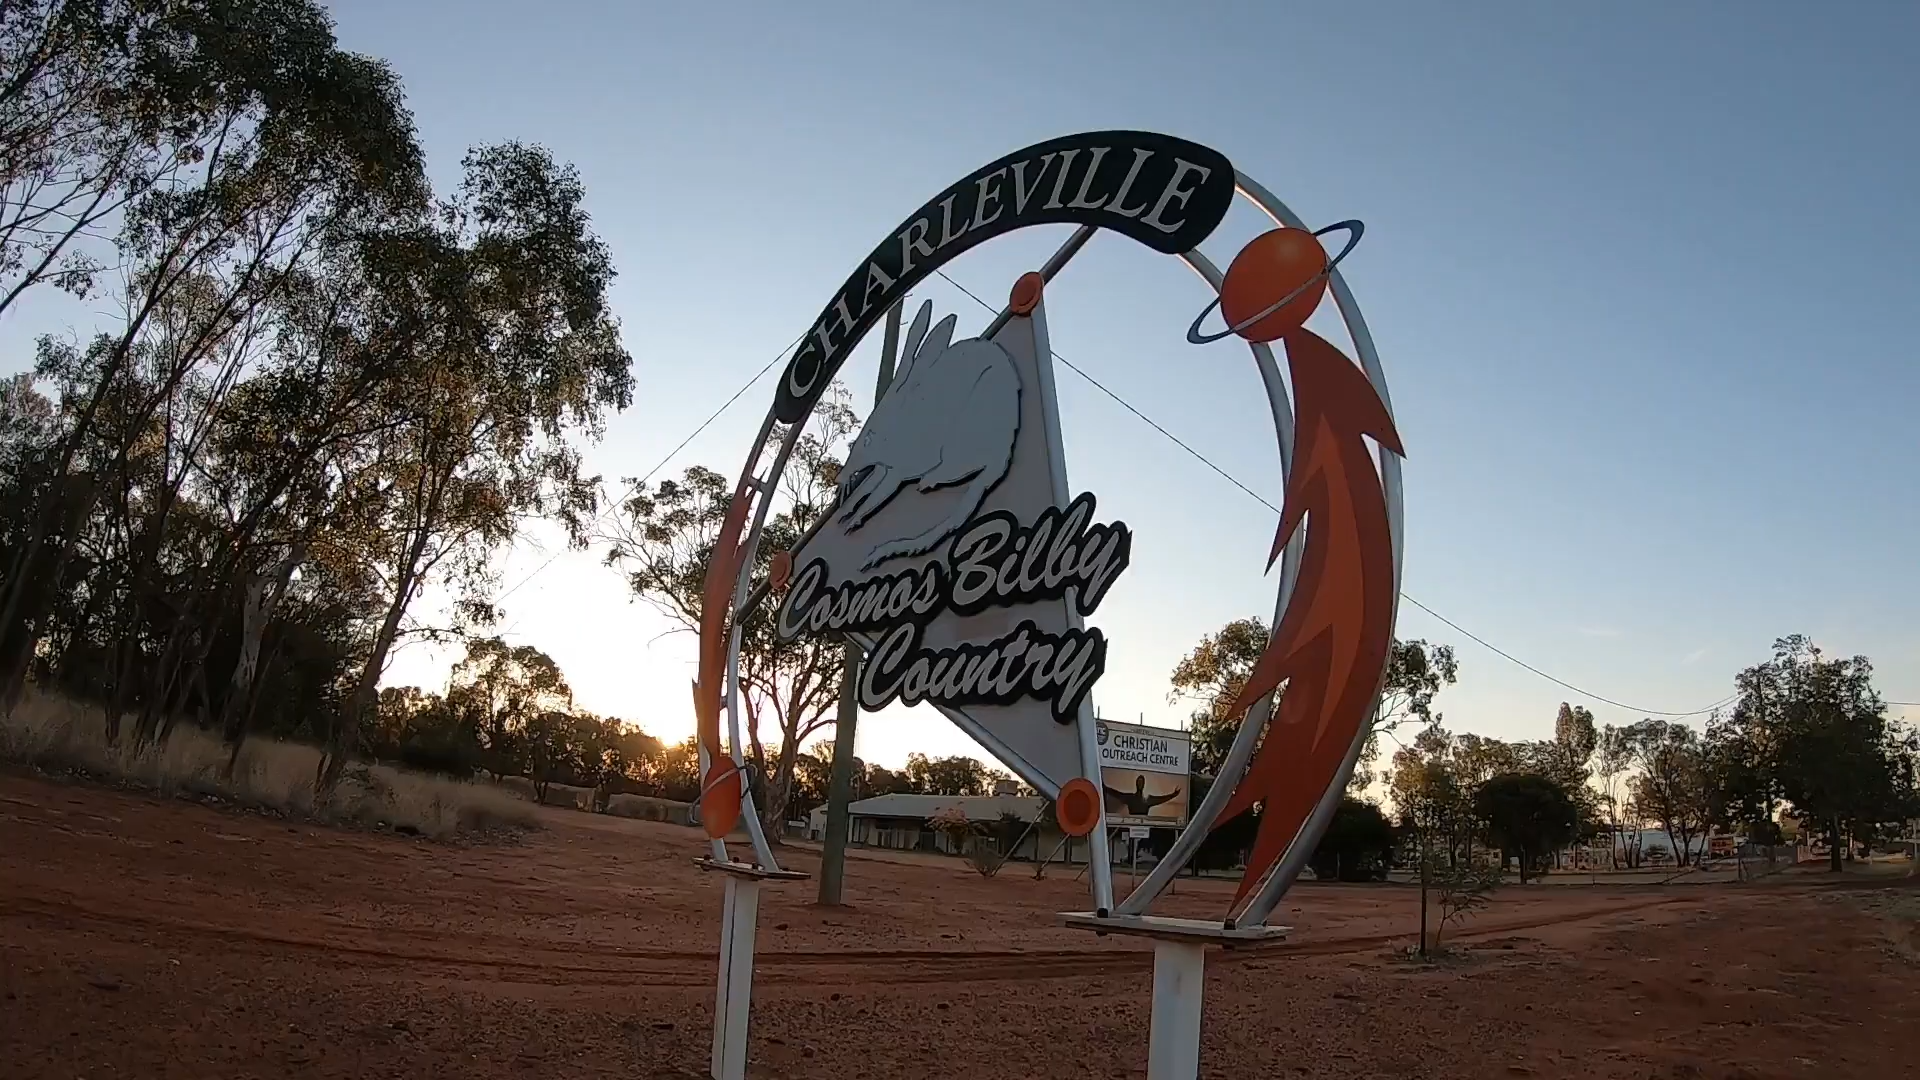 CHARLEVILLE
Cosmos Bilby
Country
CHRISTIAN
OUTREACH CENTRE